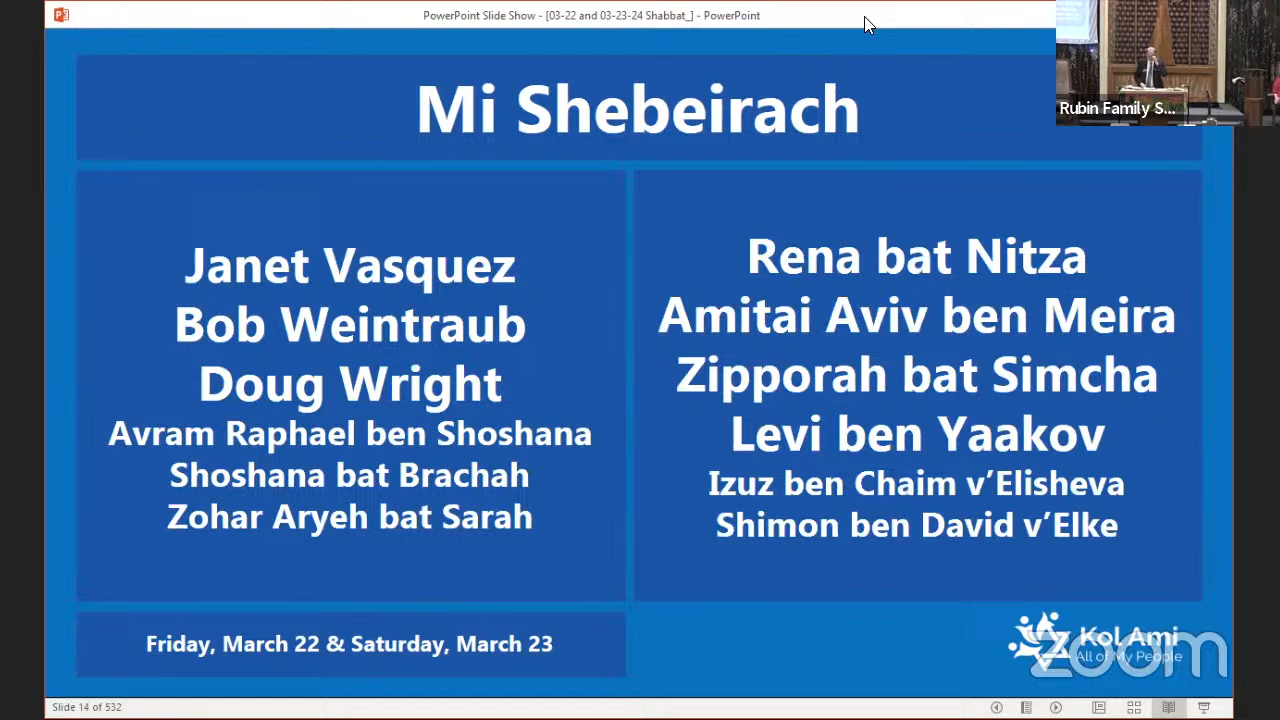 PowerPoint Slide Show - [03-22 and 03-23-24 Shabbat_] - PowerPoint
Rubin Family S...
Mi Shebeirach
Janet Vasquez
Bob Weintraub
Doug Wright
Avram Raphael ben Shoshana
Shoshana bat Brachah
Zohar Aryeh bat Sarah
Rena bat Nitza
Amitai Aviv ben Meira
Zipporah bat Simcha
Levi ben Yaakov
Izuz ben Chaim v’Elisheva
Shimon ben David v’Elke
Friday, March 22 & Saturday, March 23
Kol Ami
All of My People
zoom
Slide 14 of 532